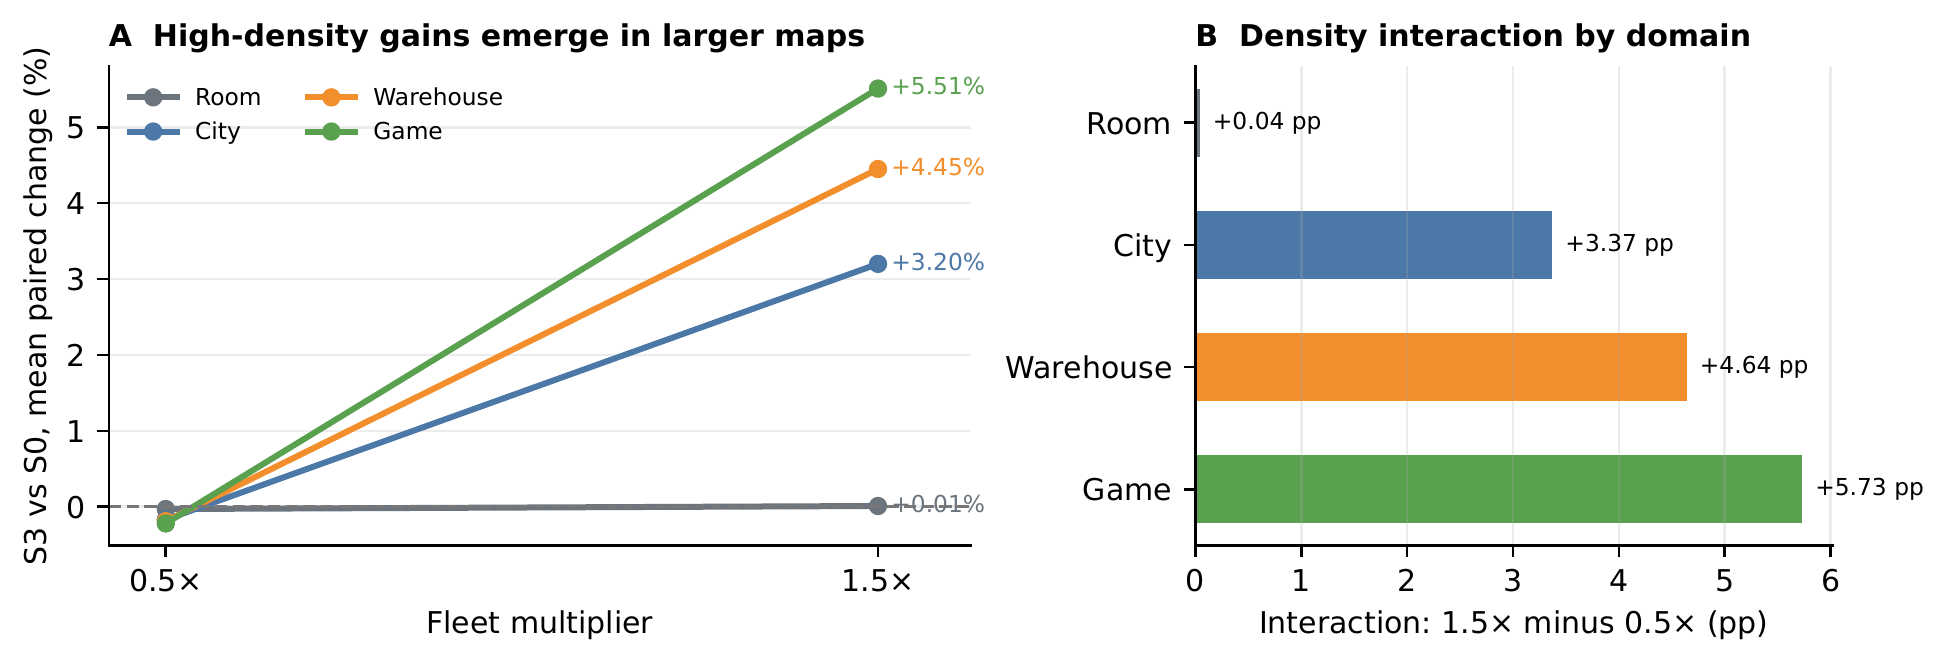 A High-density gains emerge in larger maps
S3 vs S0, mean paired change (%)
Room
City
Warehouse
Game
5
4
3
2
1
0
+5.51%
+4.45%
+3.20%
+0.01%
0.5×
1.5×
Fleet multiplier
B Density interaction by domain
Room
+0.04 pp
City
+3.37 pp
Warehouse
+4.64 pp
Game
+5.73 pp
0 1 2 3 4 5 6
Interaction: 1.5× minus 0.5× (pp)